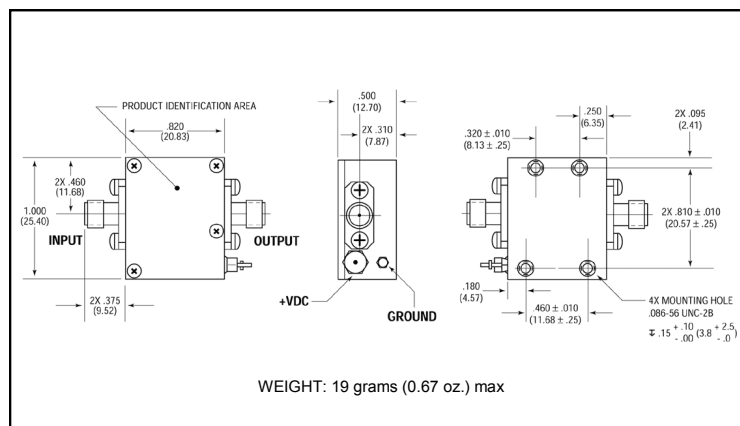 PRODUCT IDENTIFICATION AREA
.820
(20.83)
2X .460
(11.68)
1.000
(25.40)
INPUT
OUTPUT
2X .375
(9.52)
.500
(12.70)
2X .310
(7.87)
+VDC
GROUND
.250
(6.35)
2X .095
(2.41)
.320 ± .010
(8.13 ± .25)
2X .810 ± .010
(20.57 ± .25)
.180
(4.57)
.460 ± .010
(11.68 ± .25)
4X MOUNTING HOLE
.086-56 UNC-2B
↧ .15 + .10 - .00 (3.8 + 2.5 - .0 )
WEIGHT: 19 grams (0.67 oz.) max